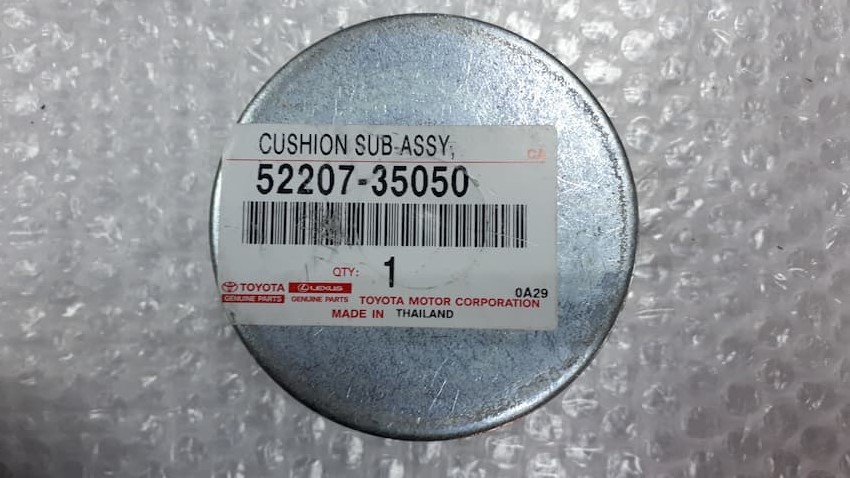 CUSHION SUB-ASSY,
CA
52207-35050
QTY: 1
TOYOTA LEXUS 0A29
GENUINE PARTS GENUINE PARTS TOYOTA MOTOR CORPORATION
MADE IN THAILAND